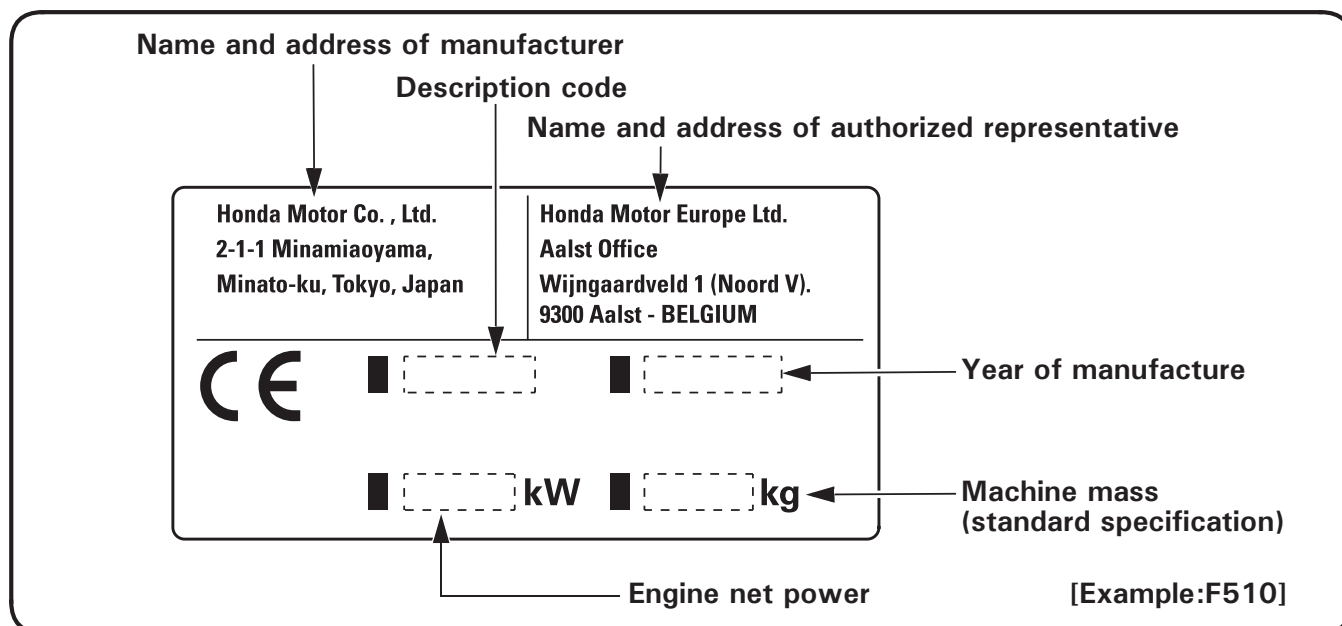 Name and address of manufacturer
Description code
Name and address of authorized representative
Honda Motor Co. , Ltd.
2-1-1 Minamiaoyama,
Minato-ku, Tokyo, Japan
Honda Motor Europe Ltd.
Aalst Office
Wijngaardveld 1 (Noord V).
9300 Aalst - BELGIUM
CE
Year of manufacture
kW
kg
Machine mass
(standard specification)
Engine net power
[Example:F510]